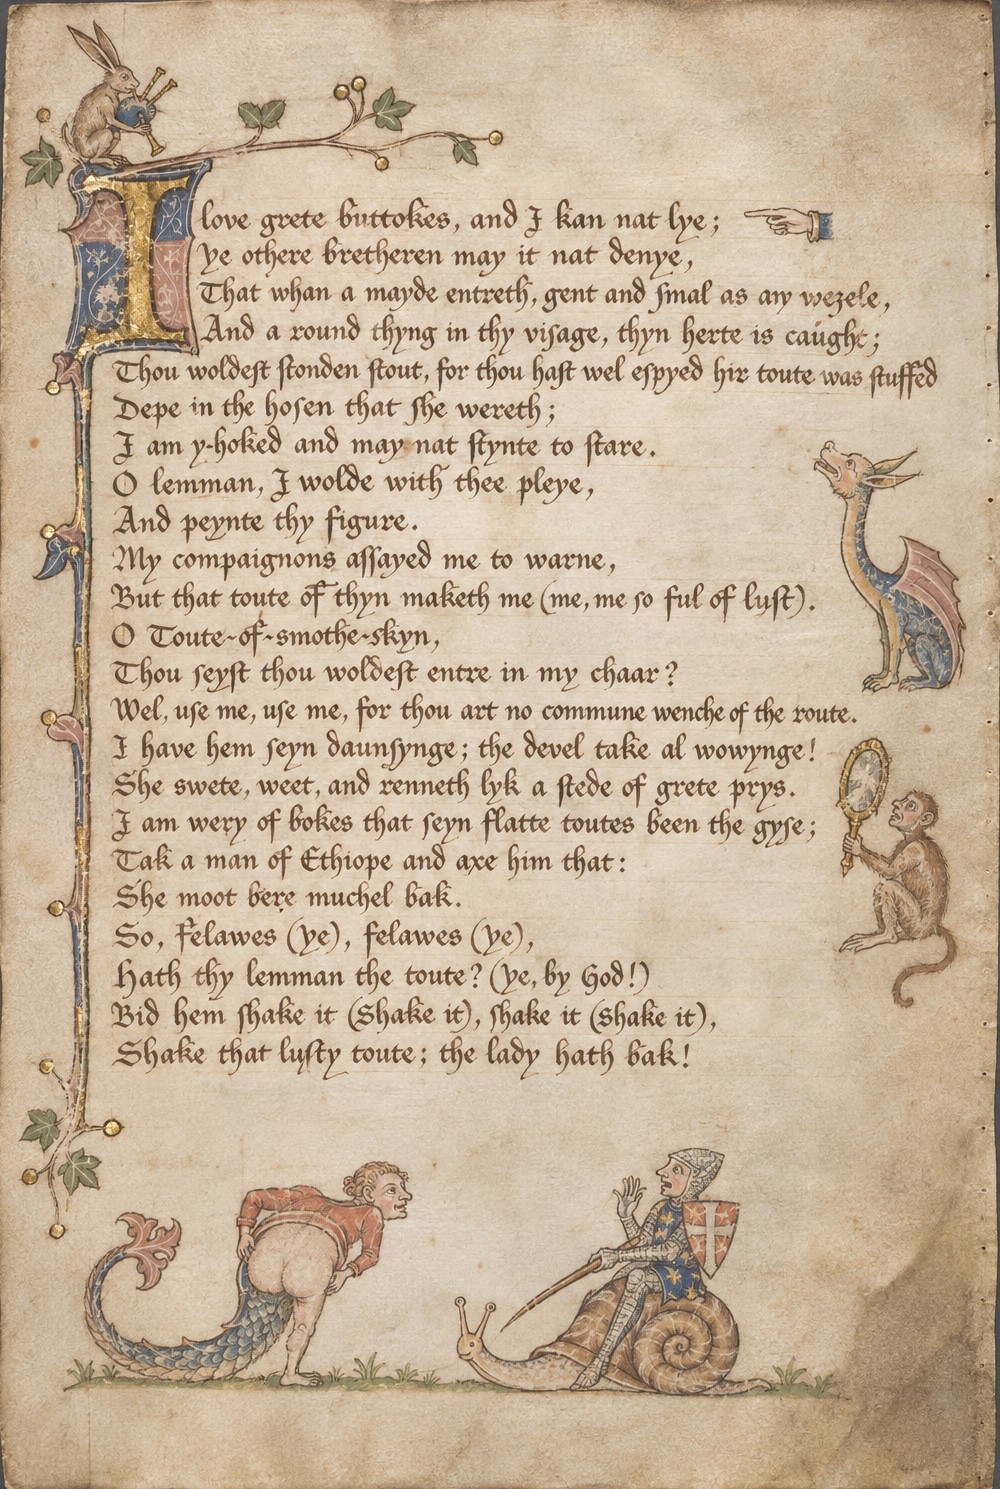 I love grete buttokes, and I kan nat lye;
Ye othere bretheren may it nat denye,
That whan a mayde entreth, gent and smal as any wezele,
And a round thyng in thy visage, thyn herte is caught;
Thou woldest stonden stout, for thou hast wel espyed hir toute was stuffed
Depe in the hosen that she wereth;
I am y-hoked and may nat stynte to stare.
O lemman, I wolde with thee pleye,
And peynte thy figure.
My compaignons assayed me to warne,
But that toute of thyn maketh me (me, me so ful of lust).
O Toute-of-smothe-skyn,
Thou seyst thou woldest entre in my chaar?
Wel, use me, use me, for thou art no commune wenche of the route.
I have hem seyn daunsynge; the devel take al wowynge!
She swete, weet, and renneth lyk a stede of grete prys.
I am wery of bokes that seyn flatte toutes been the gyse;
Tak a man of Ethiope and axe him that:
She moot bere muchel bak.
So, Felawes (ye), felawes (ye),
Hath thy lemman the toute? (ye, by God!)
Bid hem shake it (Shake it), shake it (shake it),
Shake that lusty toute; the lady hath bak!